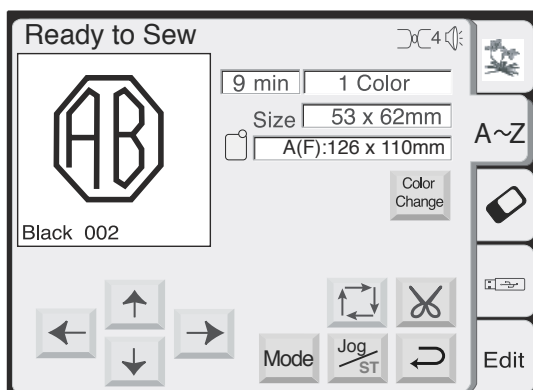 Ready to Sew
4
9 min 1 Color
Size 53 x 62mm
A(F):126 x 110mm
AB
Black 002
Color
Change
A~Z
Mode
Jog
ST
Edit